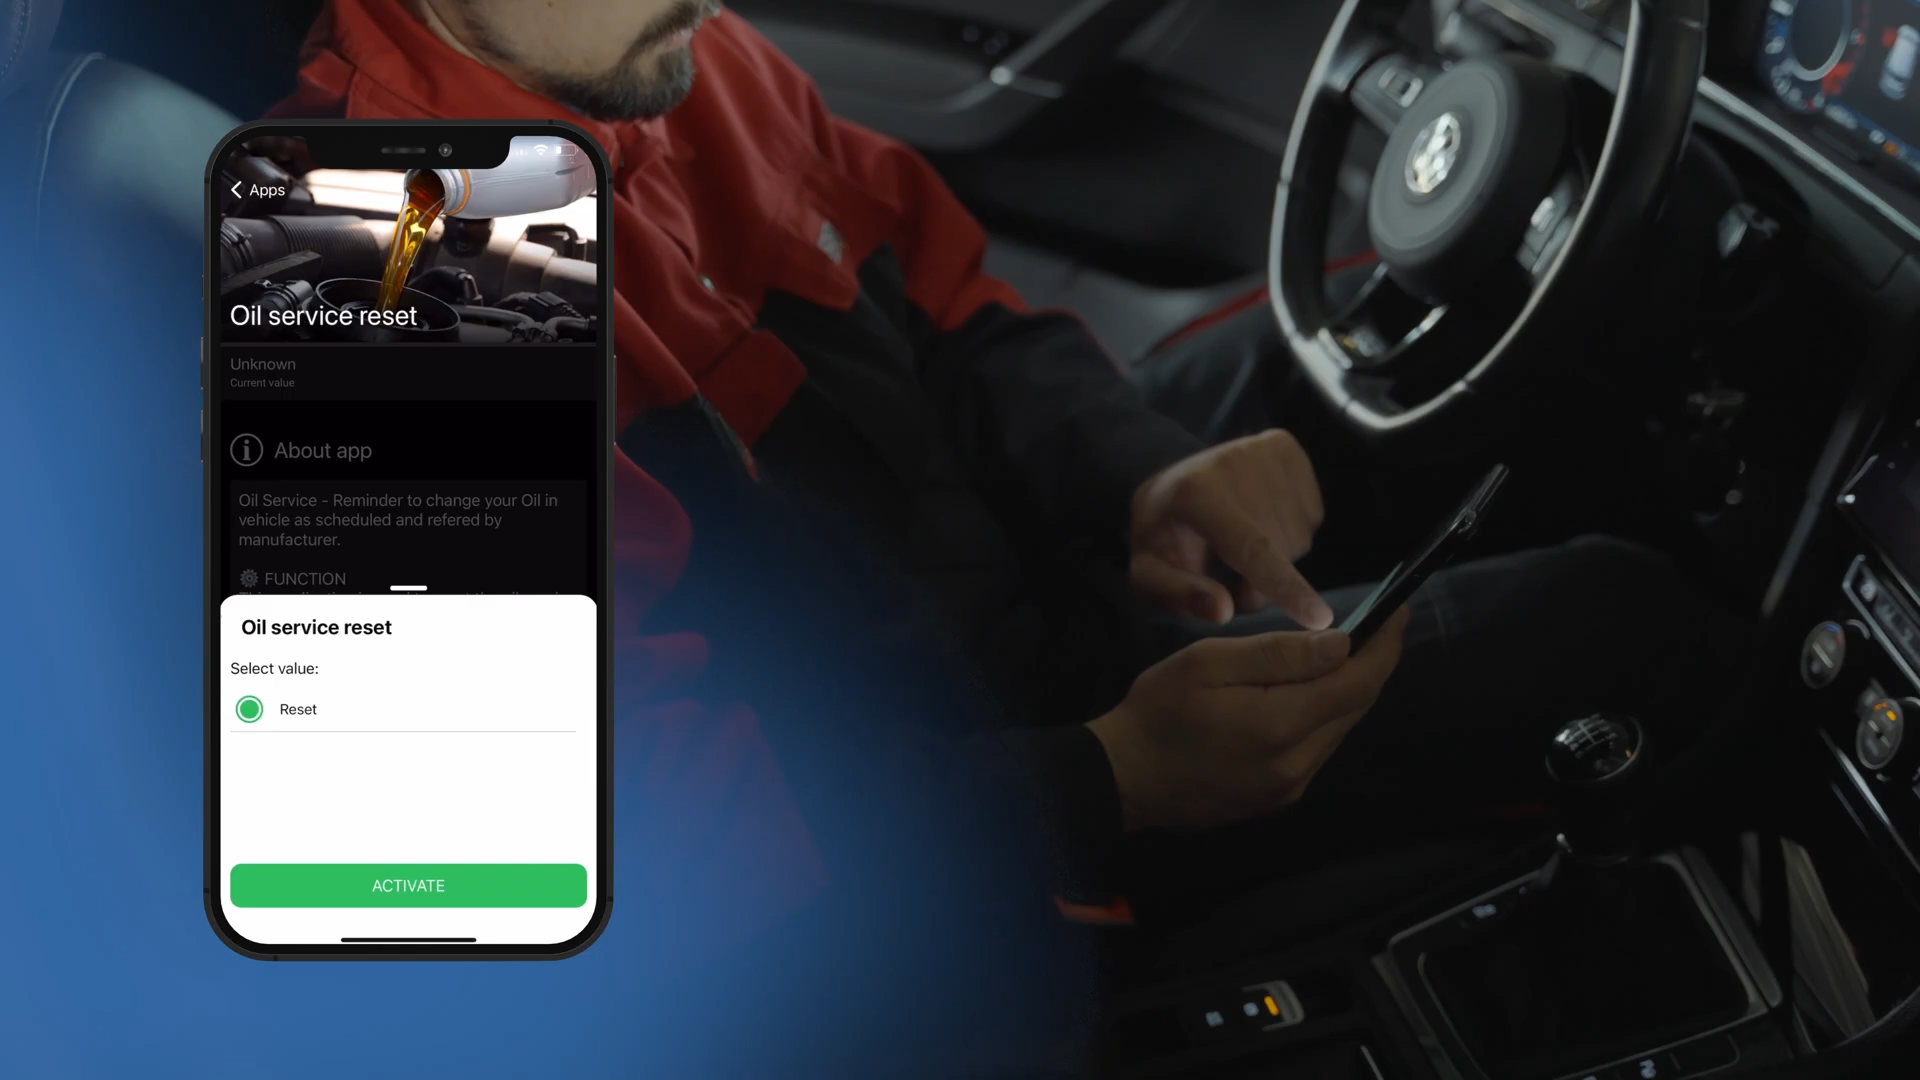 Apps
Oil service reset
Unknown
Current value
About app
Oil Service - Reminder to change your Oil in
vehicle as scheduled and refered by
manufacturer.
FUNCTION
Oil service reset
Select value:
Reset
ACTIVATE